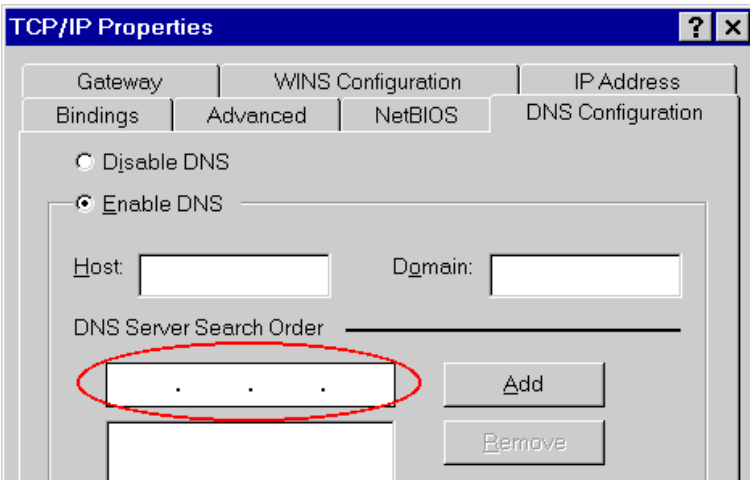 TCP/IP Properties ? ×
Gateway WINS Configuration IP Address
Bindings Advanced NetBIOS DNS Configuration
Disable DNS
Enable DNS
Host: Domain:
DNS Server Search Order
. . . Add
Remove